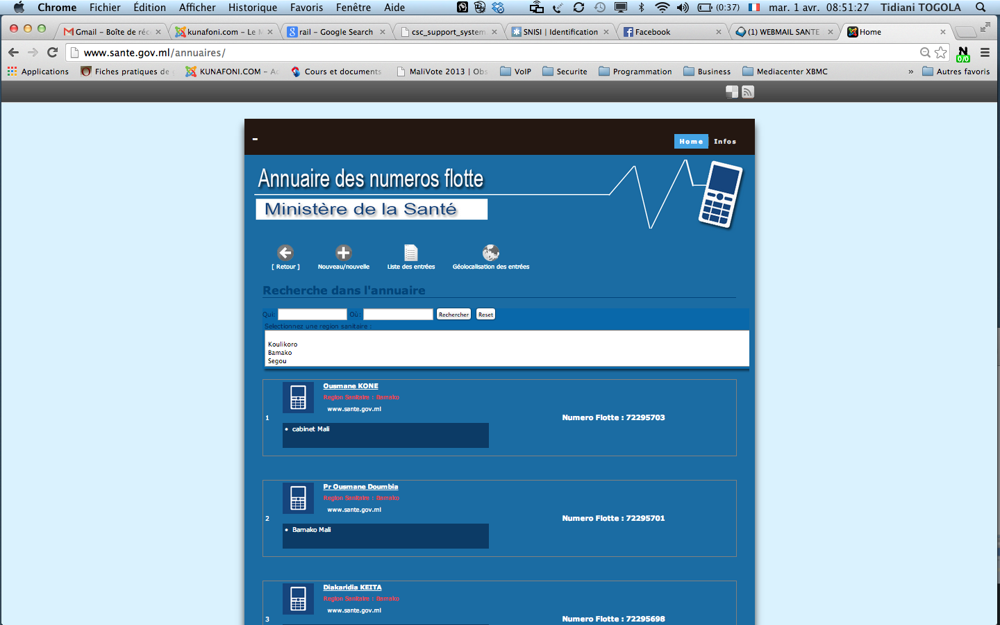 Chrome Fichier Édition Afficher Historique Favoris Fenêtre Aide (0:37) mar. 1 avr. 08:51:27 Tidiani TOGOLA
Gmail – Boîte de réc kunafoni.com – Le M rail – Google Search csc_support_system SNISI | Identification Facebook (1) WEBMAIL SANTE Home
www.sante.gov.ml/annuaires/
Applications Fiches pratiques de KUNAFONI.COM – Ac Cours et documents MaliVote 2013 | Obs VoIP Securite Programmation Business Mediacenter XBMC » Autres favoris
-
Home Infos
Annuaire des numeros flotte
Ministère de la Santé
[ Retour ] Nouveau/nouvelle Liste des entrées Géolocalisation des entrées
Recherche dans l'annuaire
Qui: Où: Rechercher Reset
Selectionnez une region sanitaire :
Koulikoro
Bamako
Segou
Ousmane KONE
Region Sanitaire : Bamako
www.sante.gov.ml
1 Numero Flotte : 72295703
• cabinet Mali
Pr Ousmane Doumbia
Region Sanitaire : Bamako
www.sante.gov.ml
2 Numero Flotte : 72295701
• Bamako Mali
Diakaridia KEITA
Region Sanitaire : Bamako
www.sante.gov.ml
3 Numero Flotte : 72295698